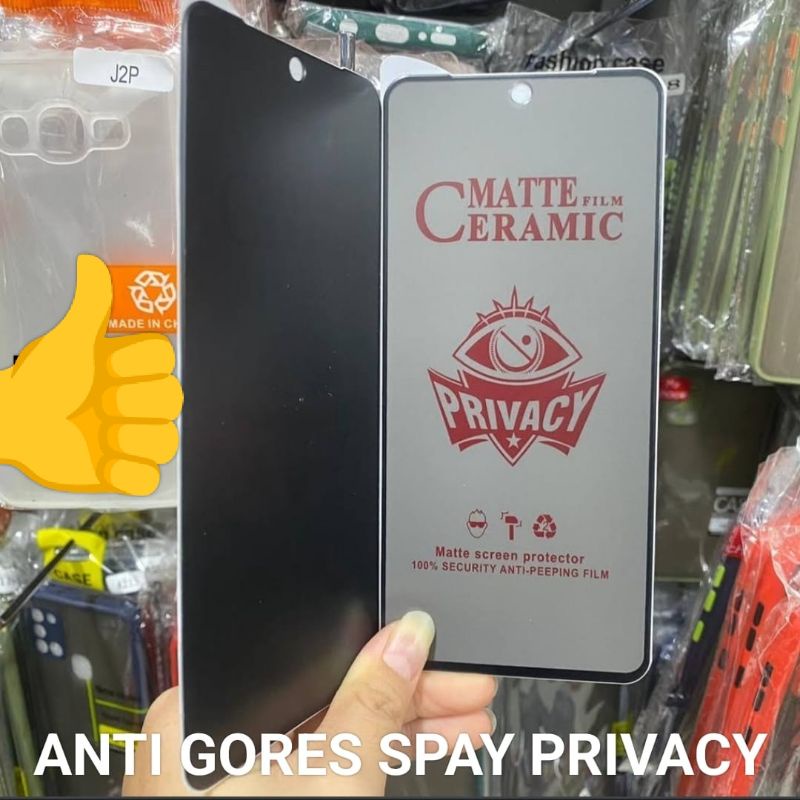 J2P
fashion case
MATTE FILM
CERAMIC
PRIVACY
Matte screen protector
100% SECURITY ANTI-PEEPING FILM
MADE IN CH
CASE
ANTI GORES SPAY PRIVACY